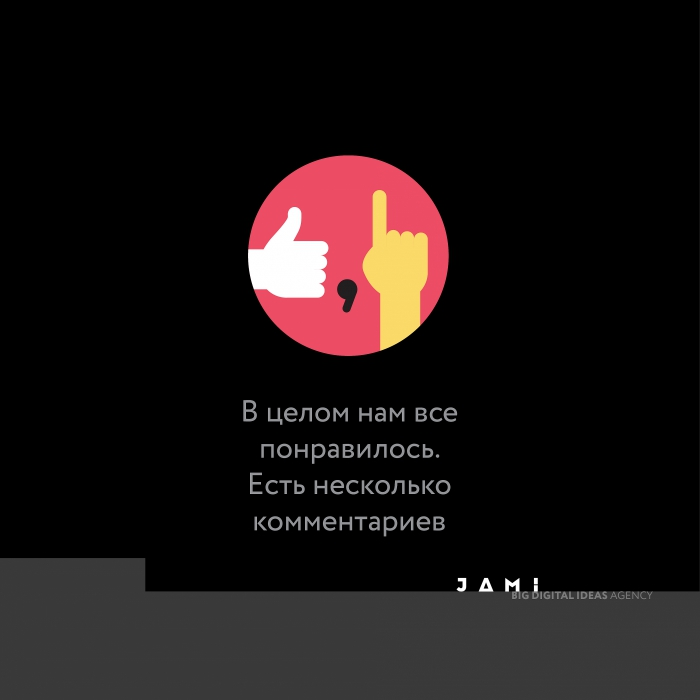 В целом нам все
понравилось.
Есть несколько
комментариев
JAMI
BIG DIGITAL IDEAS AGENCY